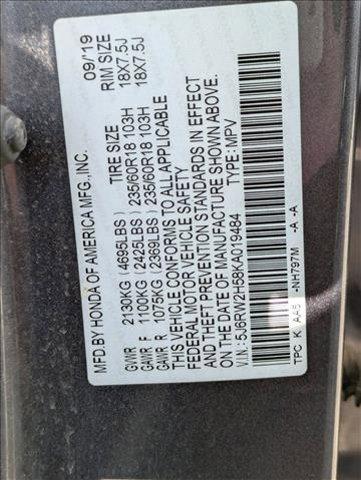 MFD.BY HONDA OF AMERICA MFG.,INC. 09/19
TIRE SIZE RIM SIZE
GVWR 2130KG (4695LBS)
GAWR F 1100KG (2425LBS) 235/60R18 103H 18X7.5J
GAWR R 1075KG (2369LBS) 235/60R18 103H 18X7.5J
THIS VEHICLE CONFORMS TO ALL APPLICABLE
FEDERAL MOTOR VEHICLE SAFETY
AND THEFT PREVENTION STANDARDS IN EFFECT
ON THE DATE OF MANUFACTURE SHOWN ABOVE.
V.I.N.: 5J6RW2H58KA019484 TYPE: MPV
TPC K AA5 -NH797M -A -A